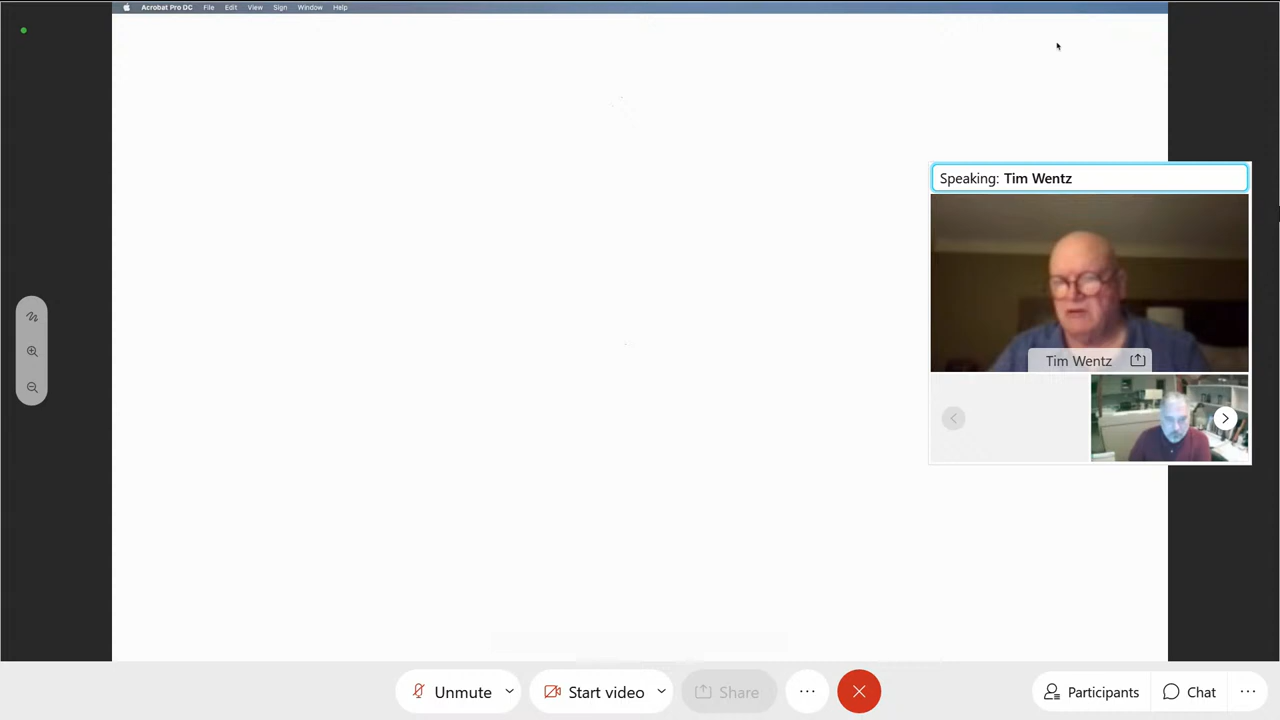 Acrobat Pro DC File Edit View Sign Window Help
Speaking: Tim Wentz
Tim Wentz
Unmute
Start video
Share
Participants
Chat